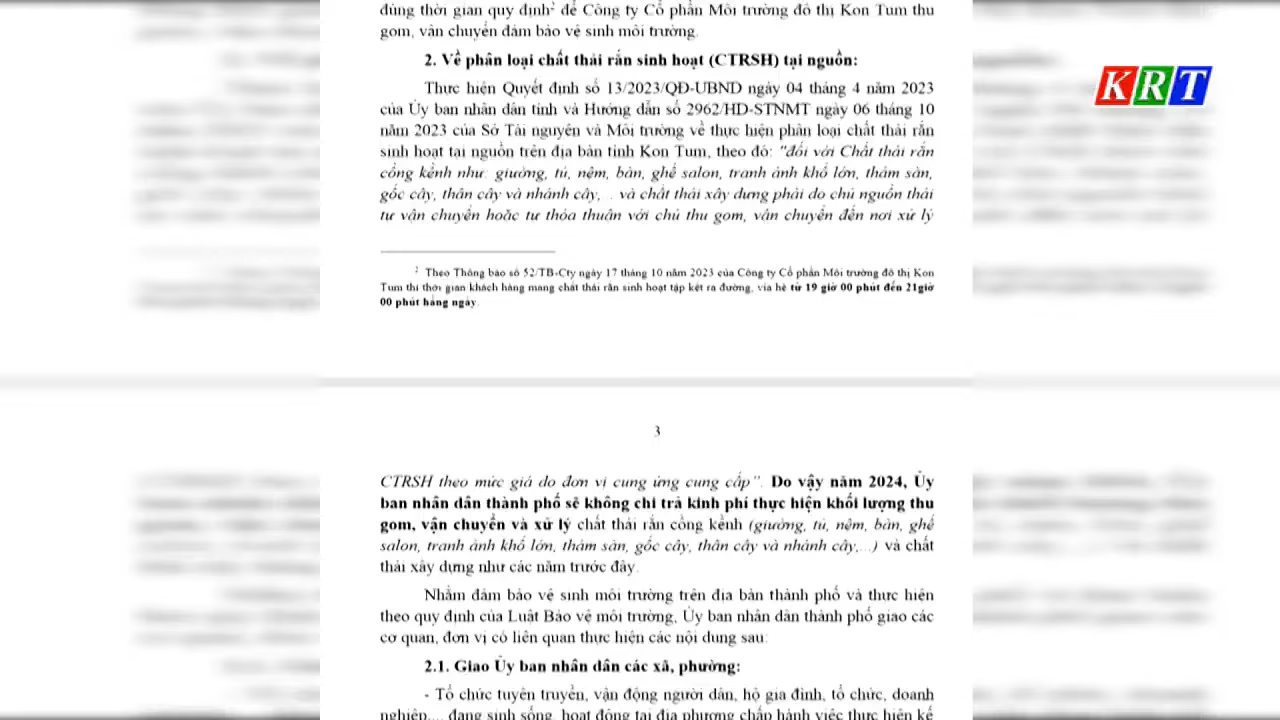 đúng thời gian quy định² để Công ty Cổ phần Môi trường đô thị Kon Tum thu
gom, vận chuyển đảm bảo vệ sinh môi trường.
2. Về phân loại chất thải rắn sinh hoạt (CTRSH) tại nguồn:
Thực hiện Quyết định số 13/2023/QĐ-UBND ngày 04 tháng 4 năm 2023
của Ủy ban nhân dân tỉnh và Hướng dẫn số 2962/HD-STNMT ngày 06 tháng 10
năm 2023 của Sở Tài nguyên và Môi trường về thực hiện phân loại chất thải rắn
sinh hoạt tại nguồn trên địa bàn tỉnh Kon Tum, theo đó: "đối với Chất thải rắn
cồng kềnh như: giường, tủ, nệm, bàn, ghế salon, tranh ảnh khổ lớn, thảm sàn,
gốc cây, thân cây và nhánh cây,... và chất thải xây dựng phải do chủ nguồn thải
tự vận chuyển hoặc tự thỏa thuận với chủ thu gom, vận chuyển đến nơi xử lý
² Theo Thông báo số 52/TB-Cty ngày 17 tháng 10 năm 2023 của Công ty Cổ phần Môi trường đô thị Kon
Tum thì thời gian khách hàng mang chất thải rắn sinh hoạt tập kết ra đường, vỉa hè từ 19 giờ 00 phút đến 21giờ
00 phút hàng ngày.
KRT
3
CTRSH theo mức giá do đơn vị cung ứng cung cấp". Do vậy năm 2024, Ủy
ban nhân dân thành phố sẽ không chi trả kinh phí thực hiện khối lượng thu
gom, vận chuyển và xử lý chất thải rắn cồng kềnh (giường, tủ, nệm, bàn, ghế
salon, tranh ảnh khổ lớn, thảm sàn, gốc cây, thân cây và nhánh cây,...) và chất
thải xây dựng như các năm trước đây.
Nhằm đảm bảo vệ sinh môi trường trên địa bàn thành phố và thực hiện
theo quy định của Luật Bảo vệ môi trường, Ủy ban nhân dân thành phố giao các
cơ quan, đơn vị có liên quan thực hiện các nội dung sau:
2.1. Giao Ủy ban nhân dân các xã, phường:
- Tổ chức tuyên truyền, vận động người dân, hộ gia đình, tổ chức, doanh
nghiệp,... đang sinh sống, hoạt động tại địa phương chấp hành việc thực hiện kế